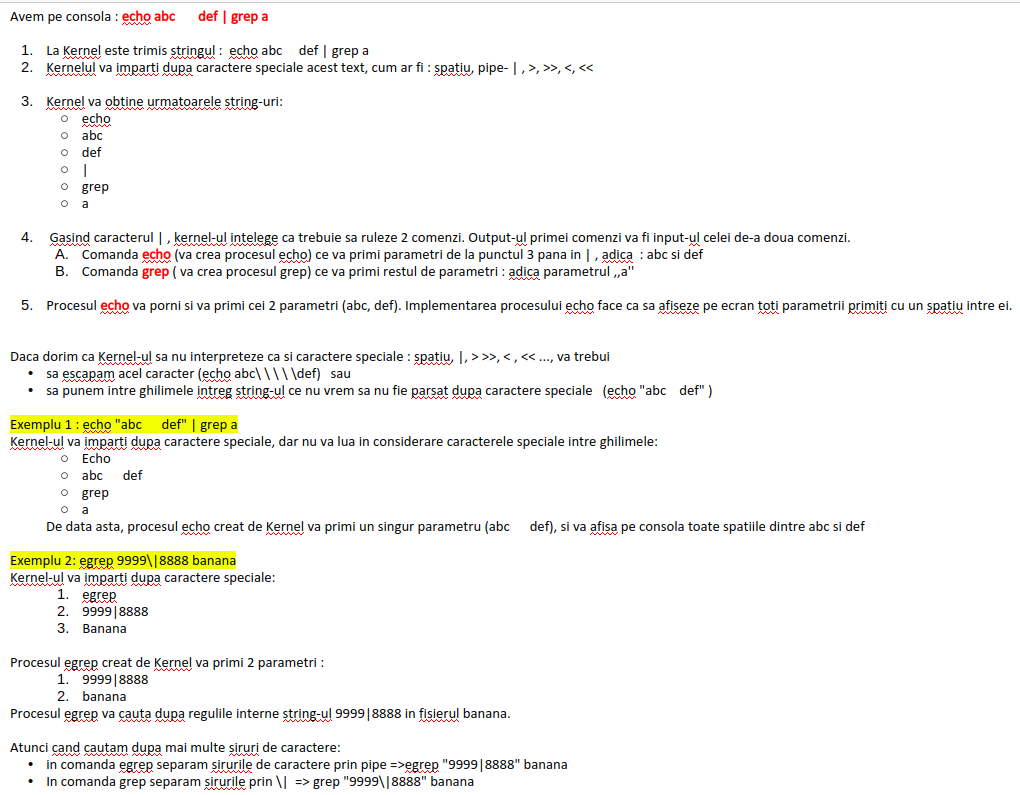 Avem pe consola : echo abc      def | grep a
1. La Kernel este trimis stringul :  echo abc    def | grep a
2. Kernelul va imparti dupa caractere speciale acest text, cum ar fi : spatiu, pipe- | , >, >>, <, <<
3. Kernel va obtine urmatoarele string-uri:
○ echo
○ abc
○ def
○ |
○ grep
○ a
4. Gasind caracterul | , kernel-ul intelege ca trebuie sa ruleze 2 comenzi. Output-ul primei comenzi va fi input-ul celei de-a doua comenzi.
A. Comanda echo (va crea procesul echo) ce va primi parametri de la punctul 3 pana in | , adica  : abc si def
B. Comanda grep ( va crea procesul grep) ce va primi restul de parametri : adica parametrul ,,a"
5. Procesul echo va porni si va primi cei 2 parametri (abc, def). Implementarea procesului echo face ca sa afiseze pe ecran toti parametrii primiti cu un spatiu intre ei.
Daca dorim ca Kernel-ul sa nu interpreteze ca si caractere speciale : spatiu, |, > >>, < , << ..., va trebui
• sa escapam acel caracter (echo abc\ \ \ \ \def)  sau
• sa punem intre ghilimele intreg string-ul ce nu vrem sa nu fie parsat dupa caractere speciale  (echo "abc   def" )
Exemplu 1 : echo "abc     def" | grep a
Kernel-ul va imparti dupa caractere speciale, dar nu va lua in considerare caracterele speciale intre ghilimele:
○ Echo
○ abc     def
○ grep
○ a
De data asta, procesul echo creat de Kernel va primi un singur parametru (abc     def), si va afisa pe consola toate spatiile dintre abc si def
Exemplu 2: egrep 9999\|8888 banana
Kernel-ul va imparti dupa caractere speciale:
1. egrep
2. 9999|8888
3. Banana
Procesul egrep creat de Kernel va primi 2 parametri :
1. 9999|8888
2. banana
Procesul egrep va cauta dupa regulile interne string-ul 9999|8888 in fisierul banana.
Atunci cand cautam dupa mai multe siruri de caractere:
• in comanda egrep separam sirurile de caractere prin pipe =>egrep "9999|8888" banana
• In comanda grep separam sirurile prin \|  => grep "9999\|8888" banana